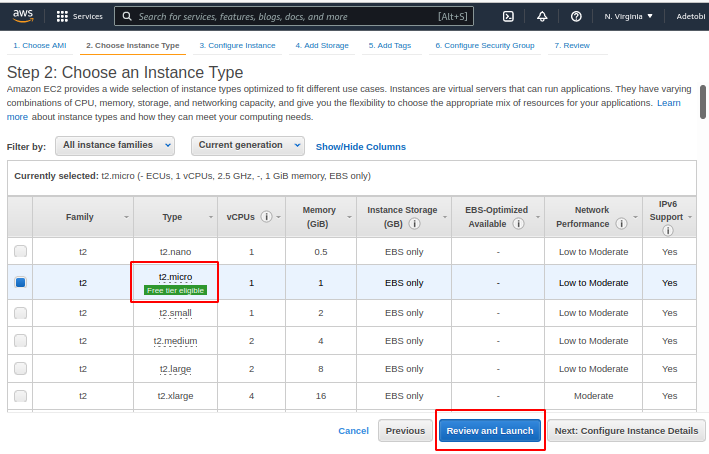 aws Services Search for services, features, blogs, docs, and more [Alt+S] N. Virginia Adetobi
1. Choose AMI 2. Choose Instance Type 3. Configure Instance 4. Add Storage 5. Add Tags 6. Configure Security Group 7. Review
Step 2: Choose an Instance Type
Amazon EC2 provides a wide selection of instance types optimized to fit different use cases. Instances are virtual servers that can run applications. They have varying
combinations of CPU, memory, storage, and networking capacity, and give you the flexibility to choose the appropriate mix of resources for your applications. Learn
more about instance types and how they can meet your computing needs.
Filter by: All instance families Current generation Show/Hide Columns
Currently selected: t2.micro (- ECUs, 1 vCPUs, 2.5 GHz, -, 1 GiB memory, EBS only)
Family Type vCPUs Memory (GiB) Instance Storage (GB) EBS-Optimized Available Network Performance IPv6 Support
t2 t2.nano 1 0.5 EBS only - Low to Moderate Yes
t2 t2.micro Free tier eligible 1 1 EBS only - Low to Moderate Yes
t2 t2.small 1 2 EBS only - Low to Moderate Yes
t2 t2.medium 2 4 EBS only - Low to Moderate Yes
t2 t2.large 2 8 EBS only - Low to Moderate Yes
t2 t2.xlarge 4 16 EBS only - Moderate Yes
Cancel Previous Review and Launch Next: Configure Instance Details